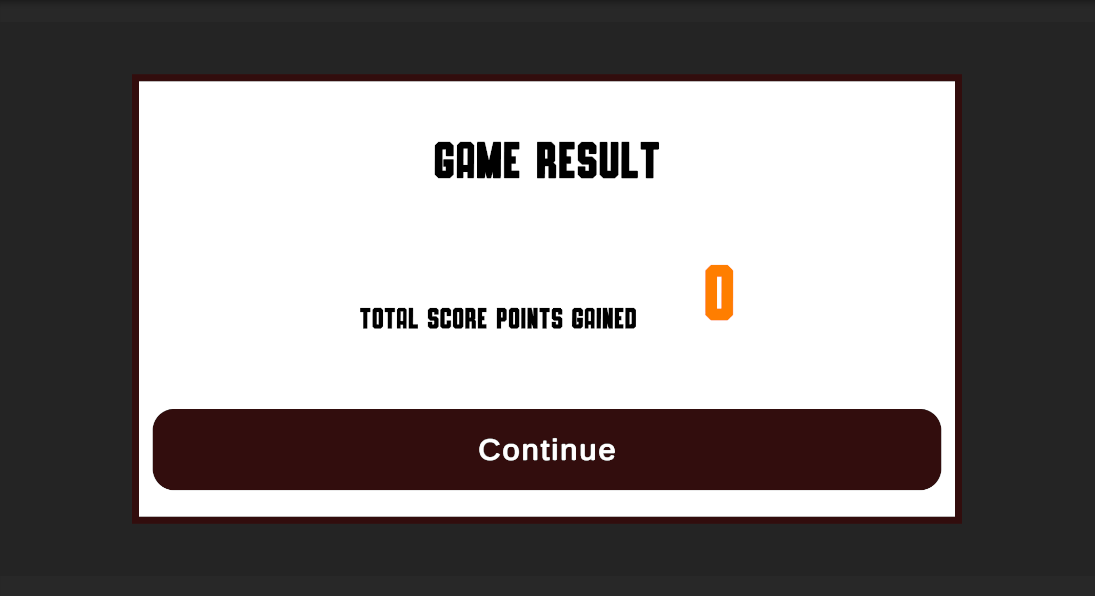 GAME RESULT
TOTAL SCORE POINTS GAINED 0
Continue